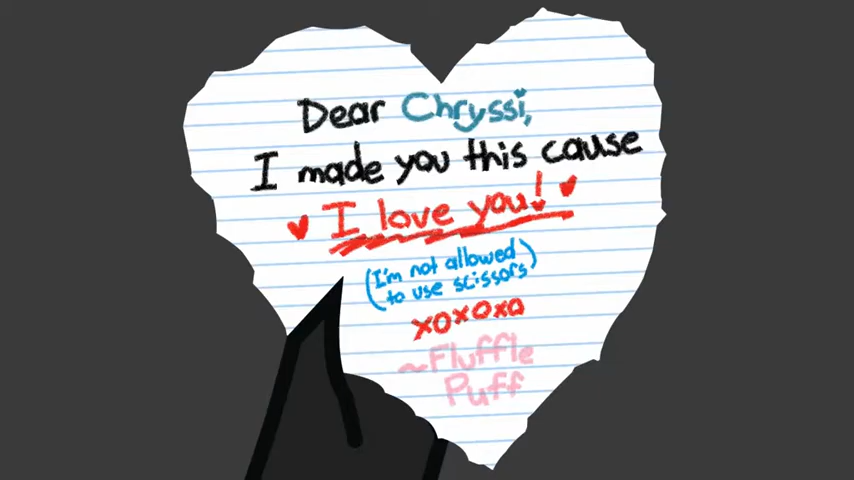 Dear Chryssi,
I made you this cause
I love you!
(I'm not allowed
to use scissors)
xoxoxo
~Fluffle
Puff